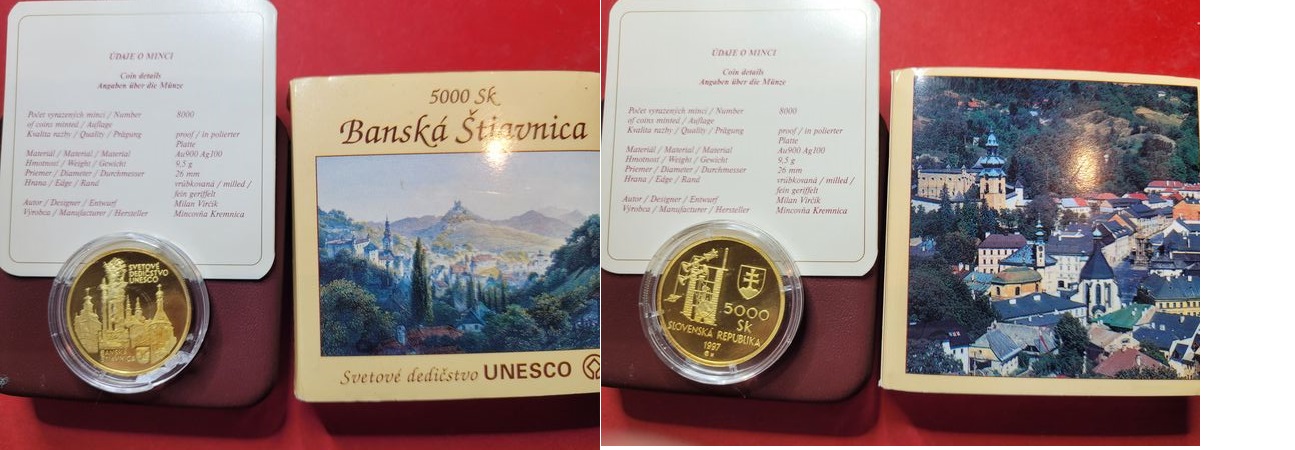 ÚDAJE O MINCI
Coin details
Angaben über die Münze
Počet vyrazených mincí / Number 8000
of coins minted / Auflage
Kvalita razby / Quality / Prägung proof / in polierter
Platte
Materiál / Material / Material Au900 Ag100
Hmotnosť / Weight / Gewicht 9,5 g
Priemer / Diameter / Durchmesser 26 mm
Hrana / Edge / Rand vrúbkovaná / milled /
fein geriffelt
Autor / Designer / Entwurf Milan Virčík
Výrobca / Manufacturer / Hersteller Mincovňa Kremnica
SVETOVÉ
DEDIČSTVO
UNESCO
BANSKÁ
ŠTIAVNICA
5000 Sk
Banská Štiavnica
Svetové dedičstvo UNESCO
ÚDAJE O MINCI
Coin details
Angaben über die Münze
Počet vyrazených mincí / Number 8000
of coins minted / Auflage
Kvalita razby / Quality / Prägung proof / in polierter
Platte
Materiál / Material / Material Au900 Ag100
Hmotnosť / Weight / Gewicht 9,5 g
Priemer / Diameter / Durchmesser 26 mm
Hrana / Edge / Rand vrúbkovaná / milled /
fein geriffelt
Autor / Designer / Entwurf Milan Virčík
Výrobca / Manufacturer / Hersteller Mincovňa Kremnica
5000
SK
SLOVENSKÁ REPUBLIKA
1997